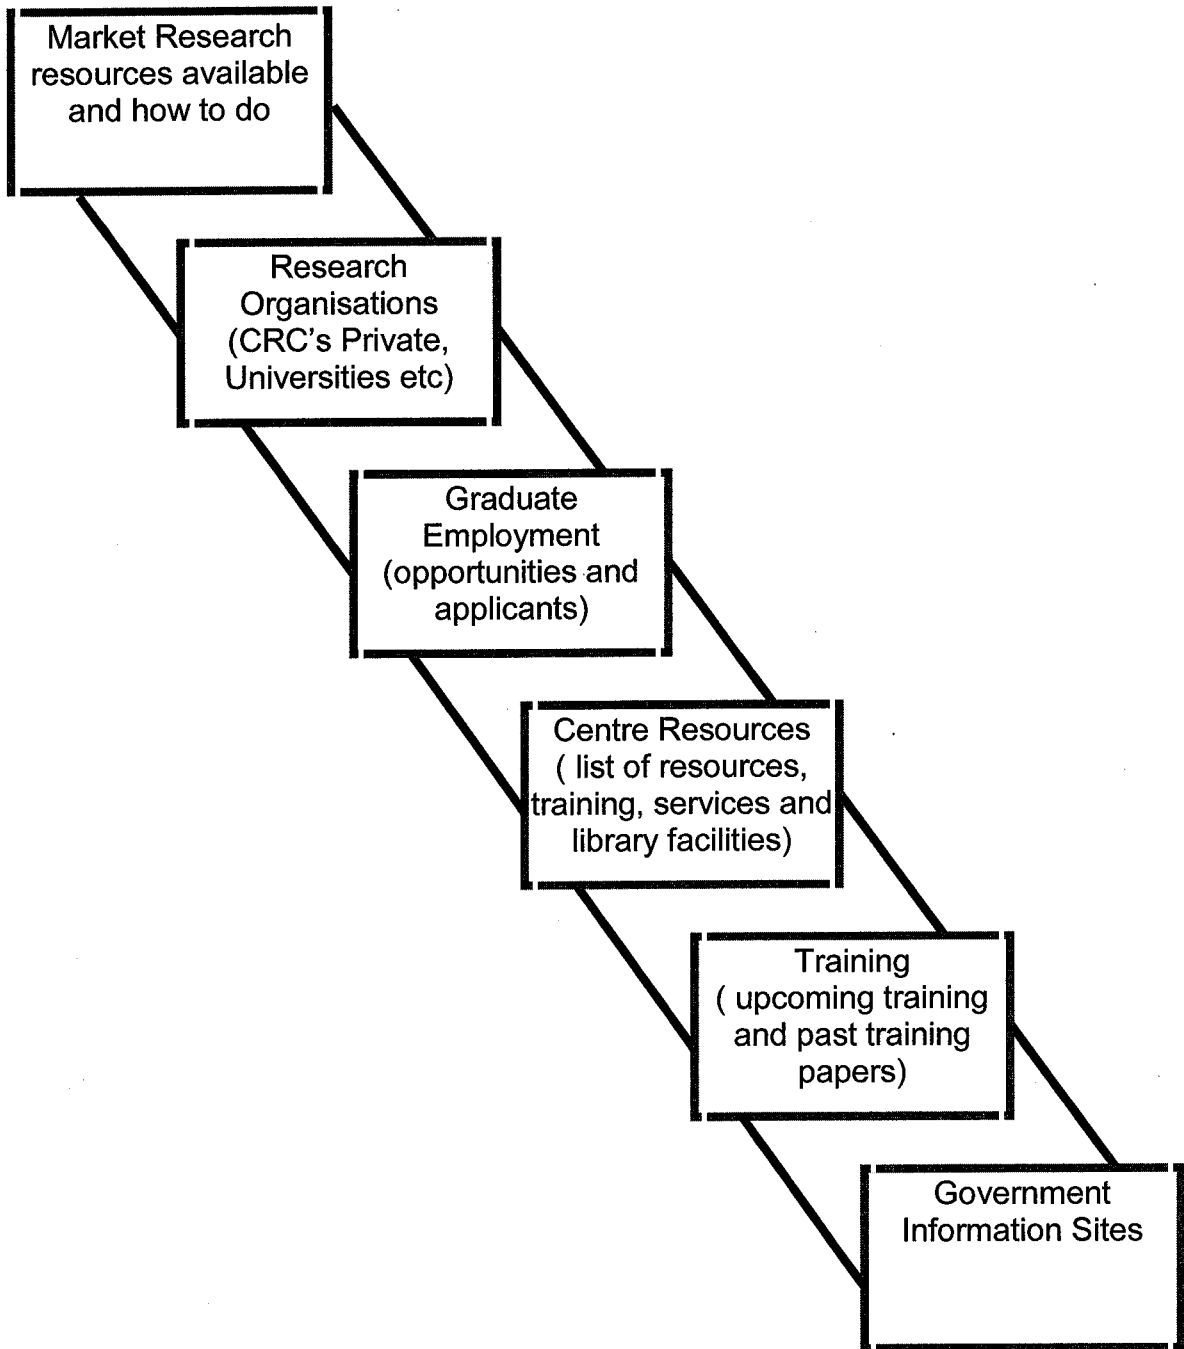 Market Research
resources available
and how to do
Research
Organisations
(CRC's Private,
Universities etc)
Graduate
Employment
(opportunities and
applicants)
Centre Resources
( list of resources,
training, services and
library facilities)
Training
( upcoming training
and past training
papers)
Government
Information Sites